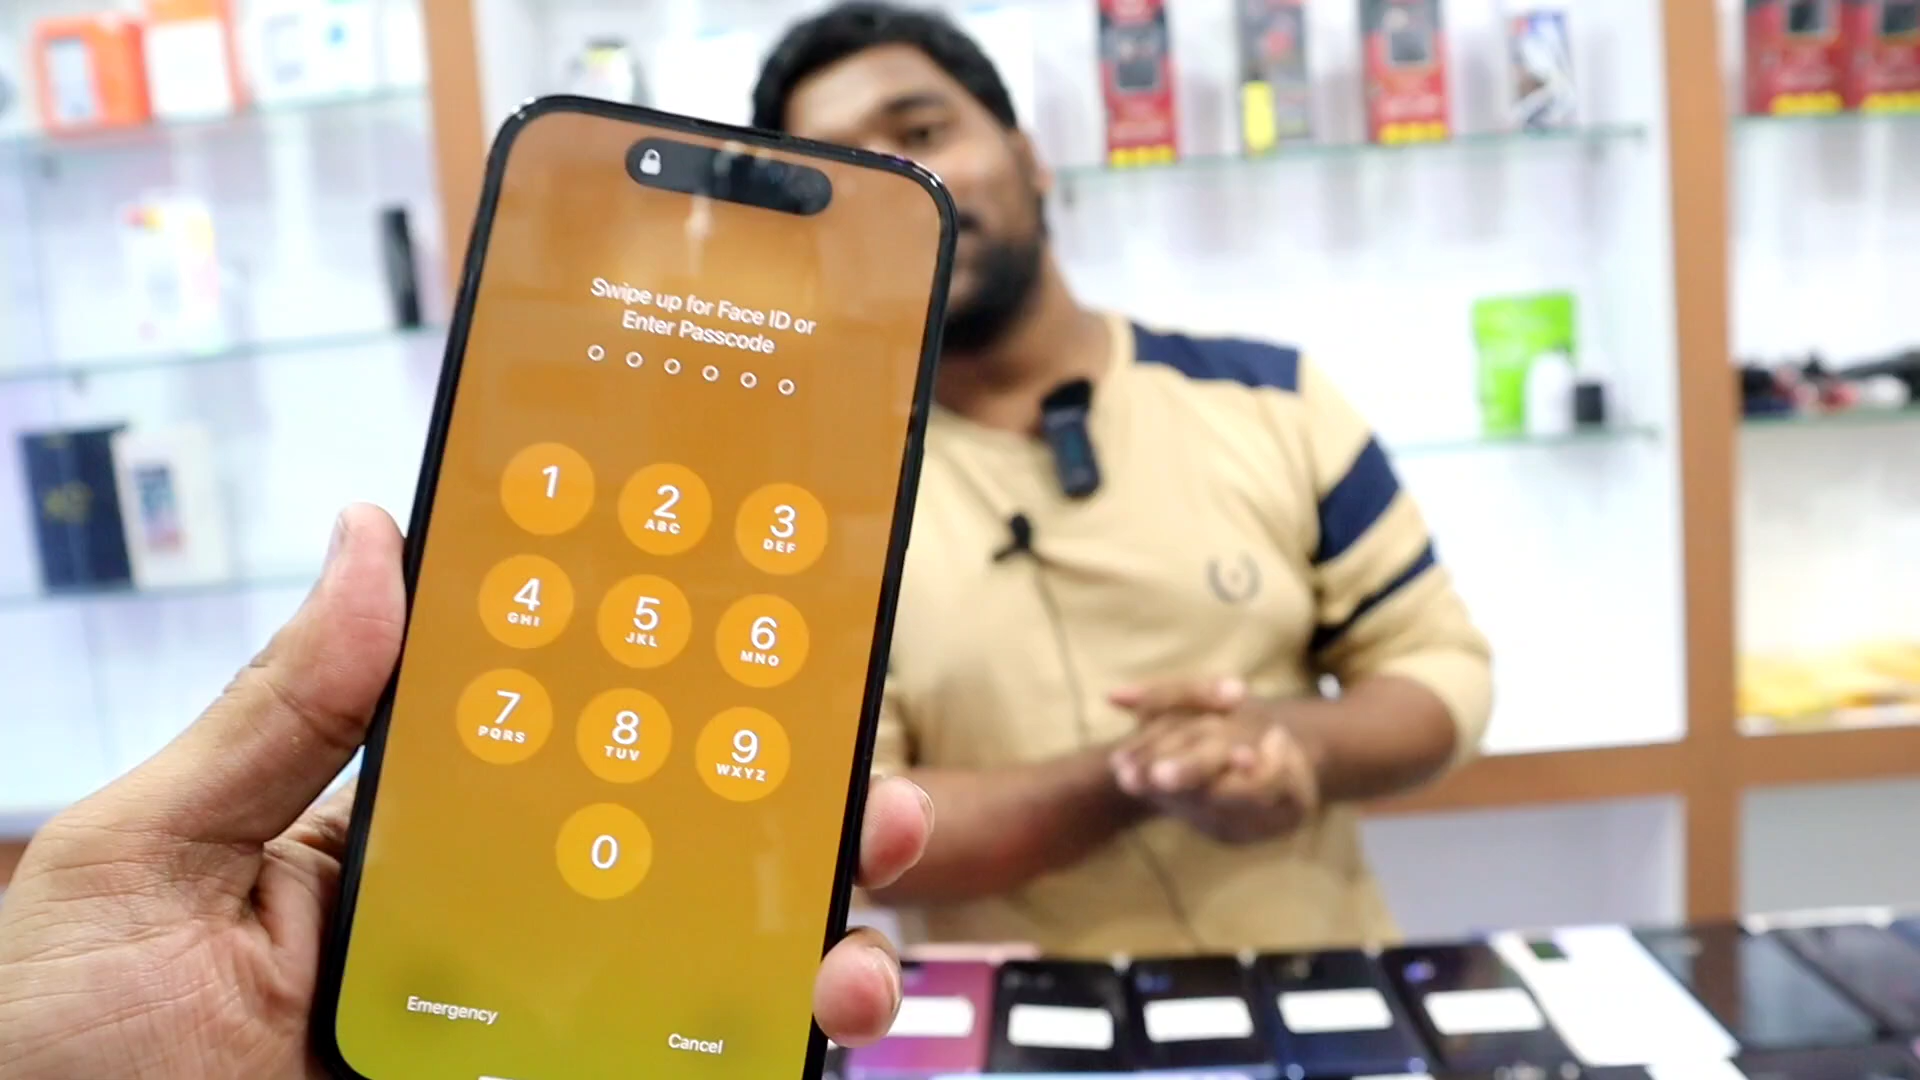 Swipe up for Face ID or
Enter Passcode
1
2
ABC
3
DEF
4
GHI
5
JKL
6
MNO
7
PQRS
8
TUV
9
WXYZ
0
Emergency
Cancel